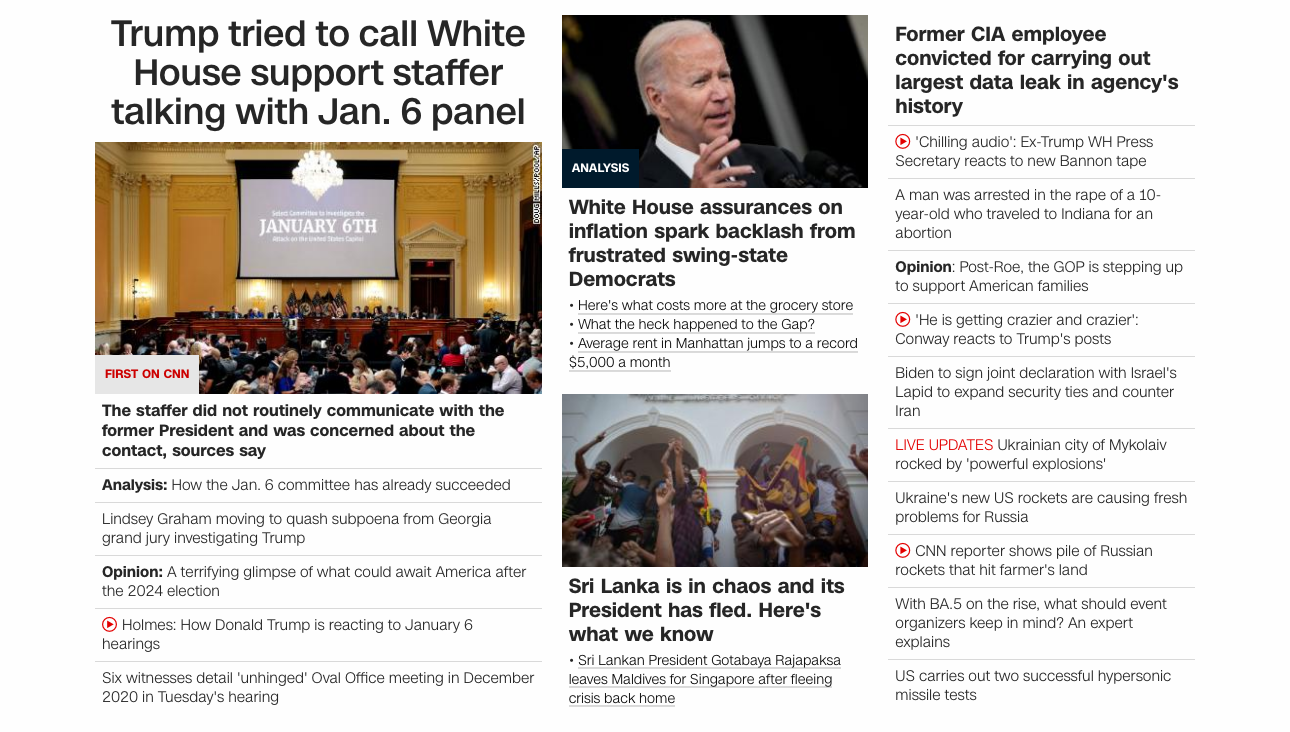 Trump tried to call White
House support staffer
talking with Jan. 6 panel
DOUG MILLS/POOL/AP
Select Committee to Investigate the
JANUARY 6TH
Attack on the United States Capitol
FIRST ON CNN
The staffer did not routinely communicate with the
former President and was concerned about the
contact, sources say
Analysis: How the Jan. 6 committee has already succeeded
Lindsey Graham moving to quash subpoena from Georgia
grand jury investigating Trump
Opinion: A terrifying glimpse of what could await America after
the 2024 election
Holmes: How Donald Trump is reacting to January 6
hearings
Six witnesses detail 'unhinged' Oval Office meeting in December
2020 in Tuesday's hearing
ANALYSIS
White House assurances on
inflation spark backlash from
frustrated swing-state
Democrats
• Here's what costs more at the grocery store
• What the heck happened to the Gap?
• Average rent in Manhattan jumps to a record
$5,000 a month
Sri Lanka is in chaos and its
President has fled. Here's
what we know
• Sri Lankan President Gotabaya Rajapaksa
leaves Maldives for Singapore after fleeing
crisis back home
Former CIA employee
convicted for carrying out
largest data leak in agency's
history
'Chilling audio': Ex-Trump WH Press
Secretary reacts to new Bannon tape
A man was arrested in the rape of a 10-
year-old who traveled to Indiana for an
abortion
Opinion: Post-Roe, the GOP is stepping up
to support American families
'He is getting crazier and crazier':
Conway reacts to Trump's posts
Biden to sign joint declaration with Israel's
Lapid to expand security ties and counter
Iran
LIVE UPDATES Ukrainian city of Mykolaiv
rocked by 'powerful explosions'
Ukraine's new US rockets are causing fresh
problems for Russia
CNN reporter shows pile of Russian
rockets that hit farmer's land
With BA.5 on the rise, what should event
organizers keep in mind? An expert
explains
US carries out two successful hypersonic
missile tests